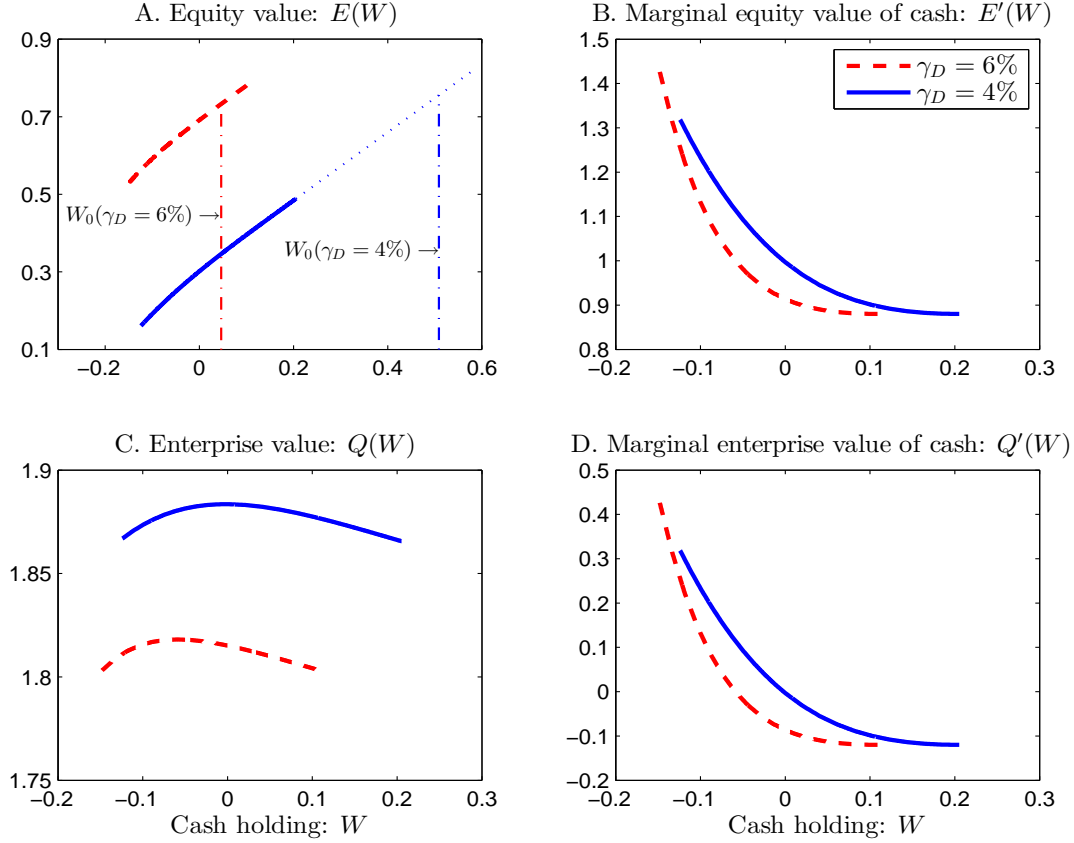 A. Equity value: E(W)
0.9
0.7
0.5
0.3
0.1
−0.2 0 0.2 0.4 0.6
W₀(γ_D = 6%) →
W₀(γ_D = 4%) →
B. Marginal equity value of cash: E′(W)
1.5
1.4
1.3
1.2
1.1
1
0.9
0.8
−0.2 −0.1 0 0.1 0.2 0.3
γ_D = 6%
γ_D = 4%
C. Enterprise value: Q(W)
1.9
1.85
1.8
1.75
−0.2 −0.1 0 0.1 0.2 0.3
Cash holding: W
D. Marginal enterprise value of cash: Q′(W)
0.5
0.4
0.3
0.2
0.1
0
−0.1
−0.2
−0.2 −0.1 0 0.1 0.2 0.3
Cash holding: W